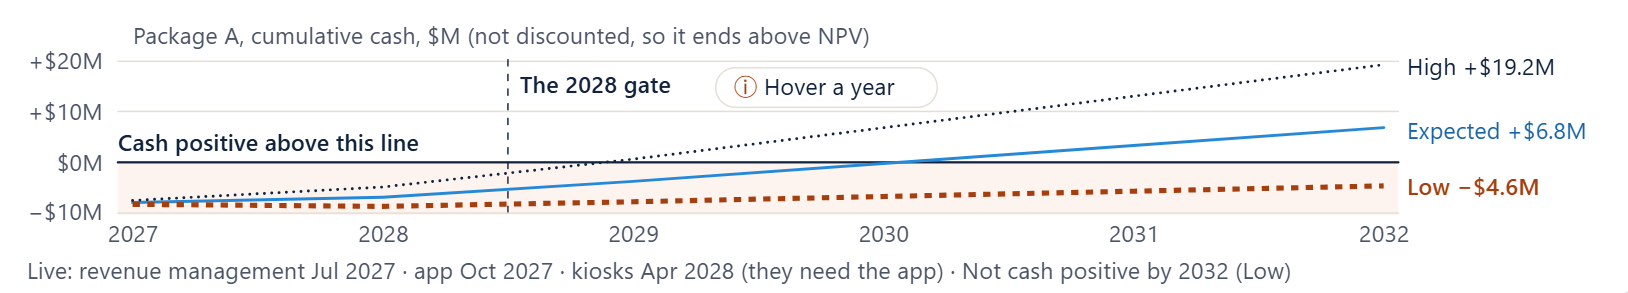 Package A, cumulative cash, $M (not discounted, so it ends above NPV)
+$20M
High +$19.2M
The 2028 gate
ⓘ Hover a year
+$10M
Expected +$6.8M
Cash positive above this line
$0M
Low −$4.6M
−$10M
2027 2028 2029 2030 2031 2032
Live: revenue management Jul 2027 · app Oct 2027 · kiosks Apr 2028 (they need the app) · Not cash positive by 2032 (Low)